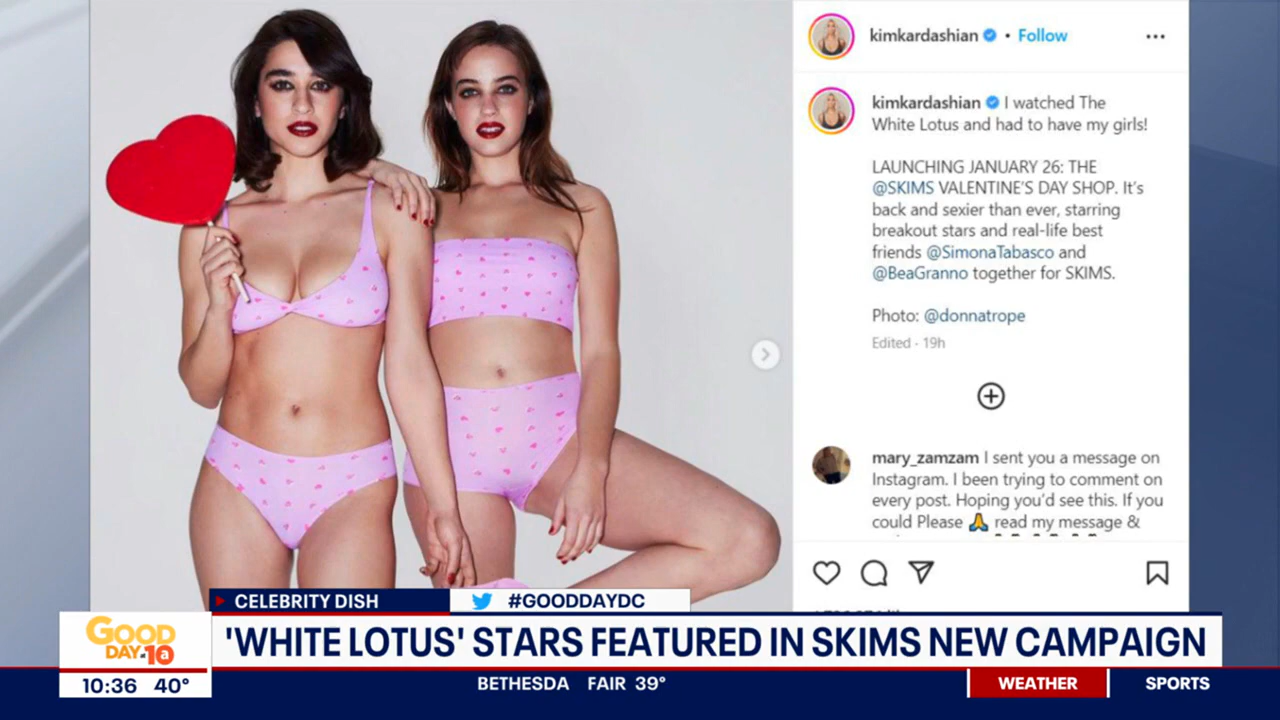 kimkardashian • Follow
kimkardashian I watched The
White Lotus and had to have my girls!
LAUNCHING JANUARY 26: THE
@SKIMS VALENTINE'S DAY SHOP. It's
back and sexier than ever, starring
breakout stars and real-life best
friends @SimonaTabasco and
@BeaGranno together for SKIMS.
Photo: @donnatrope
Edited · 19h
mary_zamzam I sent you a message on
Instagram. I been trying to comment on
every post. Hoping you'd see this. If you
could Please 🙏 read my message &
CELEBRITY DISH
#GOODDAYDC
GOOD
DAY 10a
'WHITE LOTUS' STARS FEATURED IN SKIMS NEW CAMPAIGN
10:36 40°
BETHESDA FAIR 39°
WEATHER
SPORTS